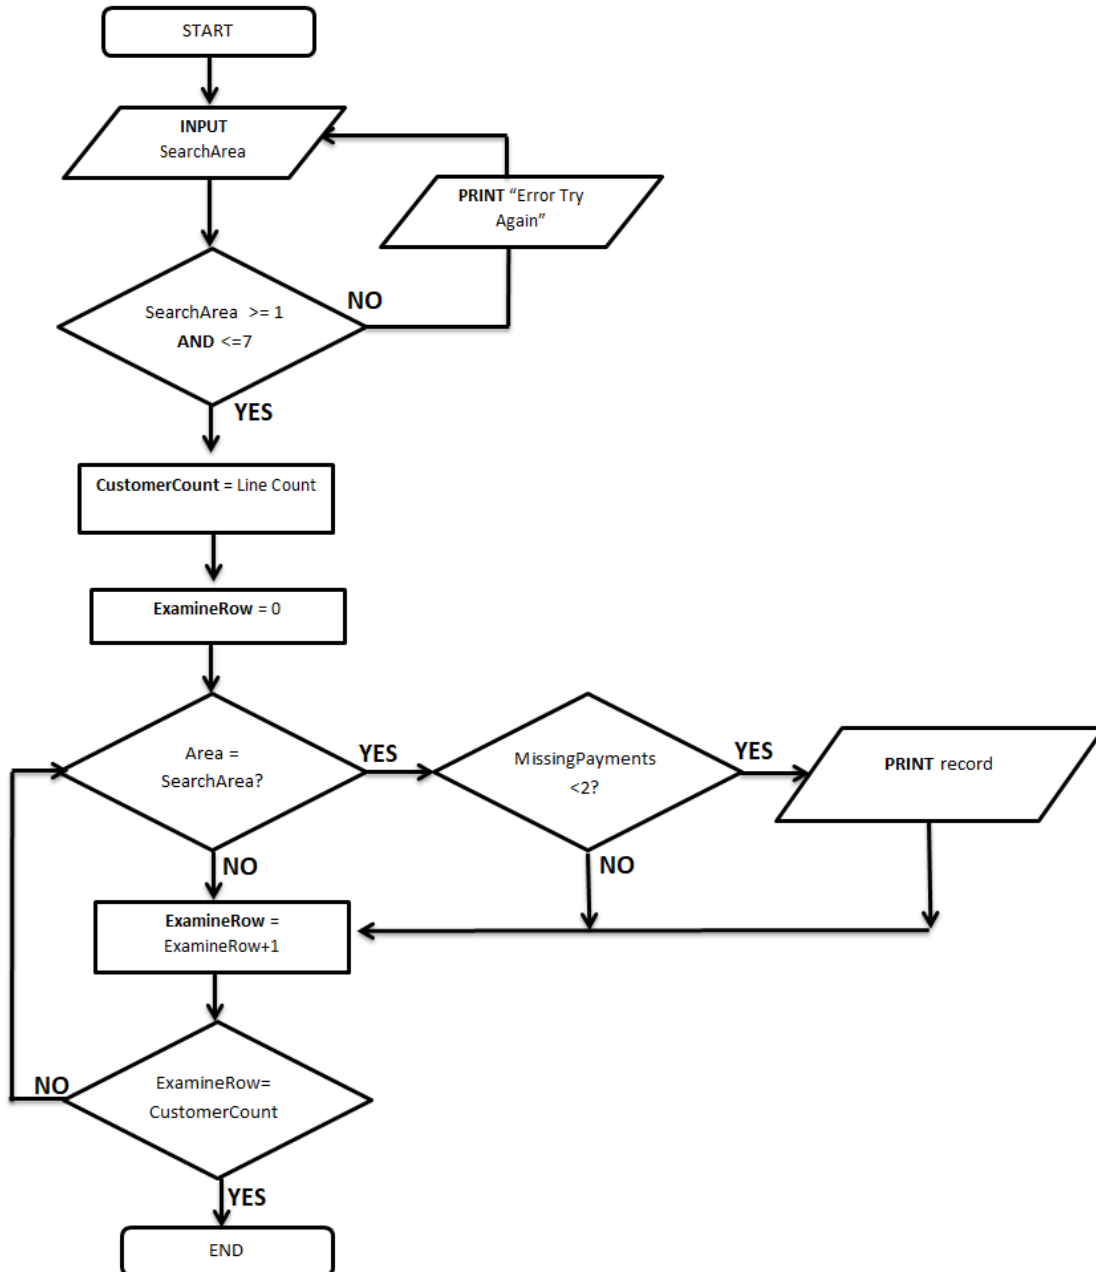 START
INPUT
SearchArea
PRINT “Error Try
Again”
SearchArea >= 1
AND <=7
NO
YES
CustomerCount = Line Count
ExamineRow = 0
Area =
SearchArea?
YES
MissingPayments
<2?
YES
PRINT record
NO
NO
ExamineRow =
ExamineRow+1
ExamineRow=
CustomerCount
NO
YES
END